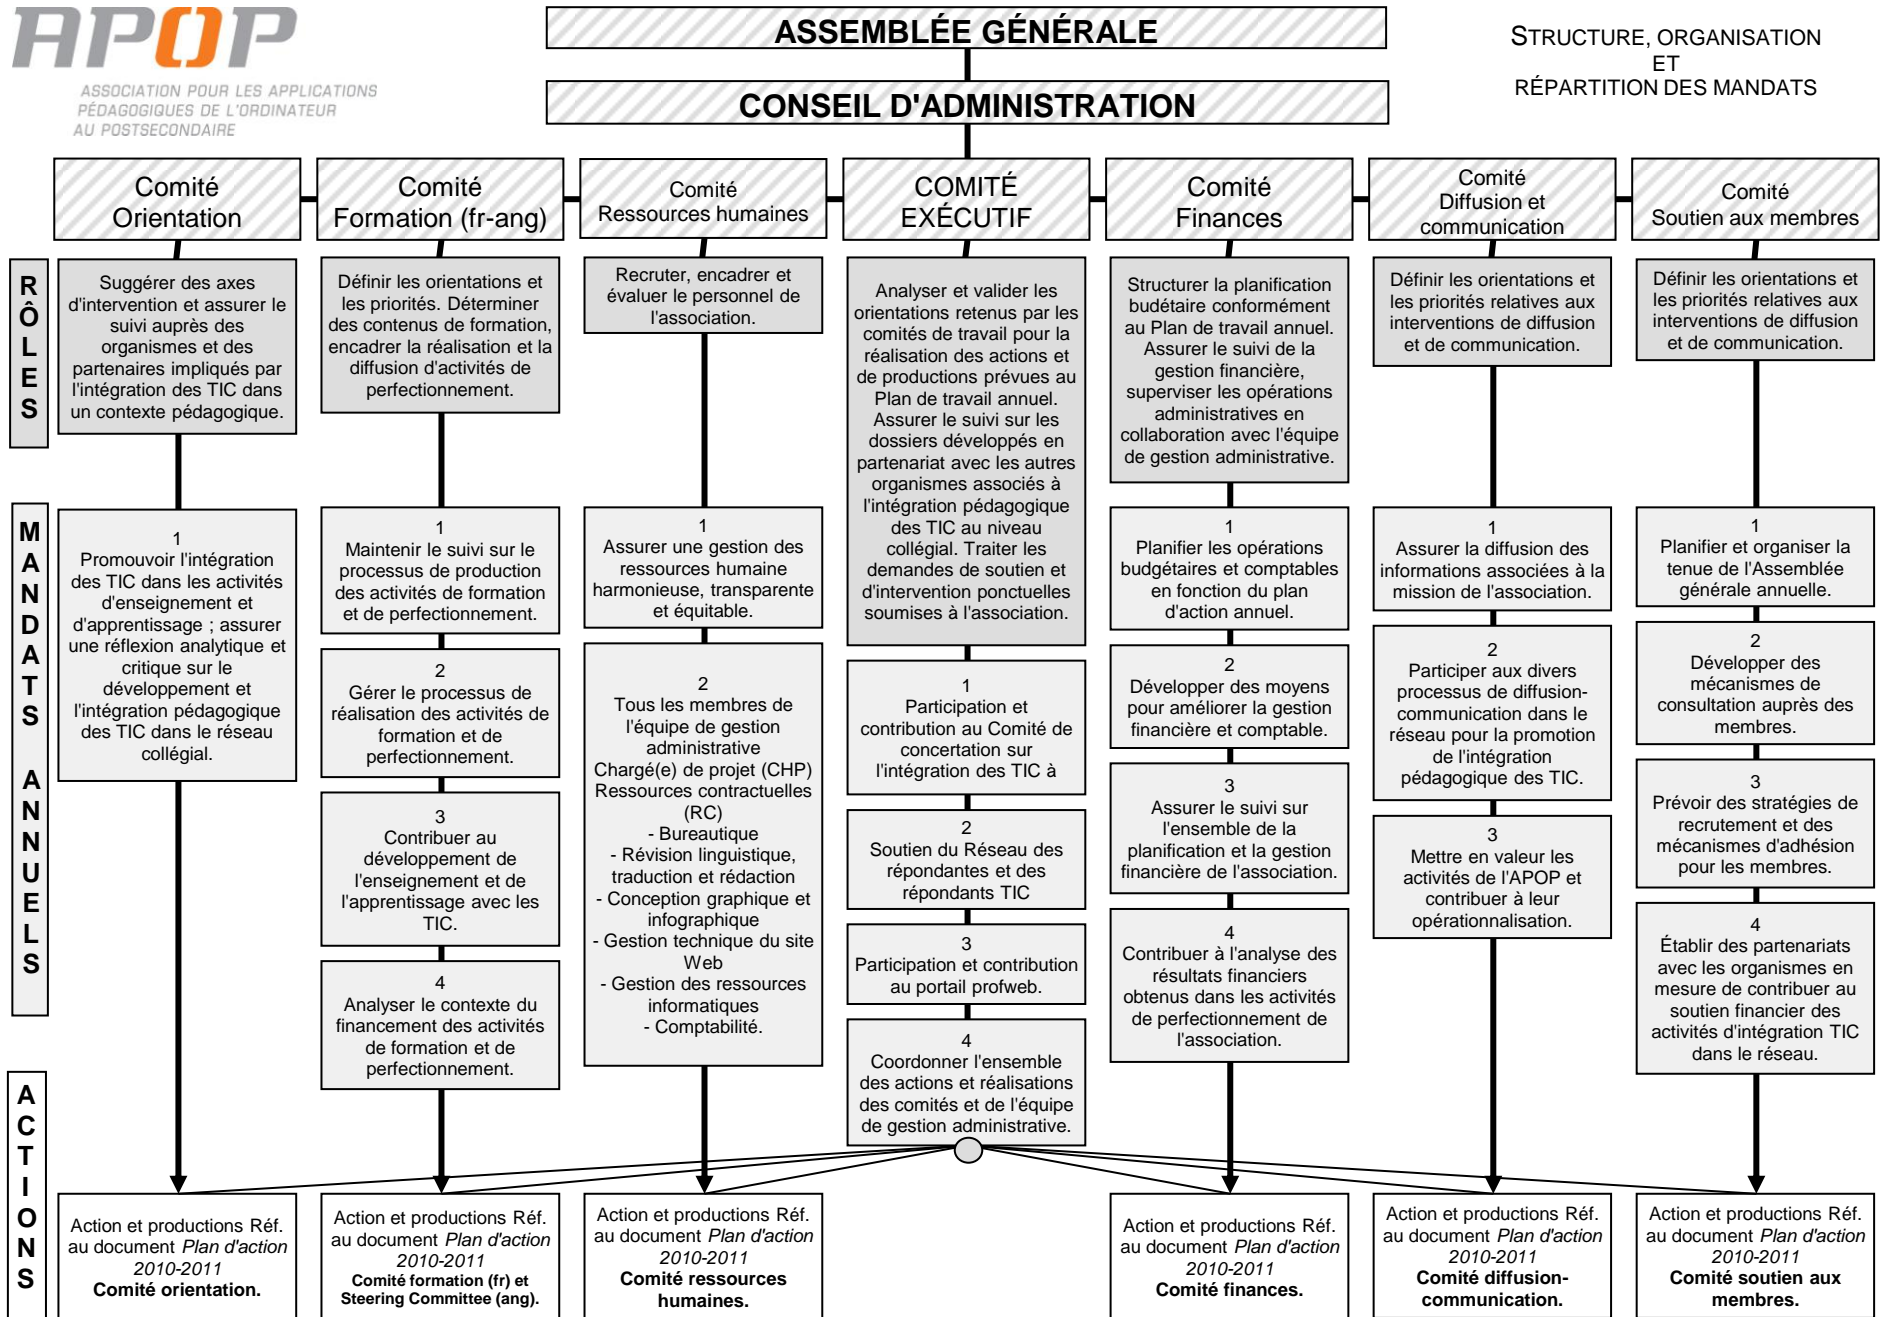 APOP
ASSOCIATION POUR LES APPLICATIONS
PÉDAGOGIQUES DE L'ORDINATEUR
AU POSTSECONDAIRE
ASSEMBLÉE GÉNÉRALE
CONSEIL D'ADMINISTRATION
STRUCTURE, ORGANISATION
ET
RÉPARTITION DES MANDATS
Comité
Orientation
Comité
Formation (fr-ang)
Comité
Ressources humaines
COMITÉ
EXÉCUTIF
Comité
Finances
Comité
Diffusion et
communication
Comité
Soutien aux membres
RÔLES
Suggérer des axes
d'intervention et assurer le
suivi auprès des
organismes et des
partenaires impliqués par
l'intégration des TIC dans
un contexte pédagogique.
Définir les orientations et
les priorités. Déterminer
des contenus de formation,
encadrer la réalisation et la
diffusion d'activités de
perfectionnement.
Recruter, encadrer et
évaluer le personnel de
l'association.
Analyser et valider les
orientations retenus par les
comités de travail pour la
réalisation des actions et
de productions prévues au
Plan de travail annuel.
Assurer le suivi sur les
dossiers développés en
partenariat avec les autres
organismes associés à
l'intégration pédagogique
des TIC au niveau
collégial. Traiter les
demandes de soutien et
d'intervention ponctuelles
soumises à l'association.
Structurer la planification
budétaire conformément
au Plan de travail annuel.
Assurer le suivi de la
gestion financière,
superviser les opérations
administratives en
collaboration avec l'équipe
de gestion administrative.
Définir les orientations et
les priorités relatives aux
interventions de diffusion
et de communication.
Définir les orientations et
les priorités relatives aux
interventions de diffusion
et de communication.
MANDATS ANNUELS
1
Promouvoir l'intégration
des TIC dans les activités
d'enseignement et
d'apprentissage ; assurer
une réflexion analytique et
critique sur le
développement et
l'intégration pédagogique
des TIC dans le réseau
collégial.
1
Maintenir le suivi sur le
processus de production
des activités de formation
et de perfectionnement.
2
Gérer le processus de
réalisation des activités de
formation et de
perfectionnement.
3
Contribuer au
développement de
l'enseignement et de
l'apprentissage avec les
TIC.
4
Analyser le contexte du
financement des activités
de formation et de
perfectionnement.
1
Assurer une gestion des
ressources humaine
harmonieuse, transparente
et équitable.
2
Tous les membres de
l'équipe de gestion
administrative
Chargé(e) de projet (CHP)
Ressources contractuelles
(RC)
- Bureautique
- Révision linguistique,
traduction et rédaction
- Conception graphique et
infographique
- Gestion technique du site
Web
- Gestion des ressources
informatiques
- Comptabilité.
1
Participation et
contribution au Comité de
concertation sur
l'intégration des TIC à
2
Soutien du Réseau des
répondantes et des
répondants TIC
3
Participation et contribution
au portail profweb.
4
Coordonner l'ensemble
des actions et réalisations
des comités et de l'équipe
de gestion administrative.
1
Planifier les opérations
budgétaires et comptables
en fonction du plan
d'action annuel.
2
Développer des moyens
pour améliorer la gestion
financière et comptable.
3
Assurer le suivi sur
l'ensemble de la
planification et la gestion
financière de l'association.
4
Contribuer à l'analyse des
résultats financiers
obtenus dans les activités
de perfectionnement de
l'association.
1
Assurer la diffusion des
informations associées à la
mission de l'association.
2
Participer aux divers
processus de diffusion-
communication dans le
réseau pour la promotion
de l'intégration
pédagogique des TIC.
3
Mettre en valeur les
activités de l'APOP et
contribuer à leur
opérationnalisation.
1
Planifier et organiser la
tenue de l'Assemblée
générale annuelle.
2
Développer des
mécanismes de
consultation auprès des
membres.
3
Prévoir des stratégies de
recrutement et des
mécanismes d'adhésion
pour les membres.
4
Établir des partenariats
avec les organismes en
mesure de contribuer au
soutien financier des
activités d'intégration TIC
dans le réseau.
ACTIONS
Action et productions Réf.
au document Plan d'action
2010-2011
Comité orientation.
Action et productions Réf.
au document Plan d'action
2010-2011
Comité formation (fr) et
Steering Committee (ang).
Action et productions Réf.
au document Plan d'action
2010-2011
Comité ressources
humaines.
Action et productions Réf.
au document Plan d'action
2010-2011
Comité finances.
Action et productions Réf.
au document Plan d'action
2010-2011
Comité diffusion-
communication.
Action et productions Réf.
au document Plan d'action
2010-2011
Comité soutien aux
membres.